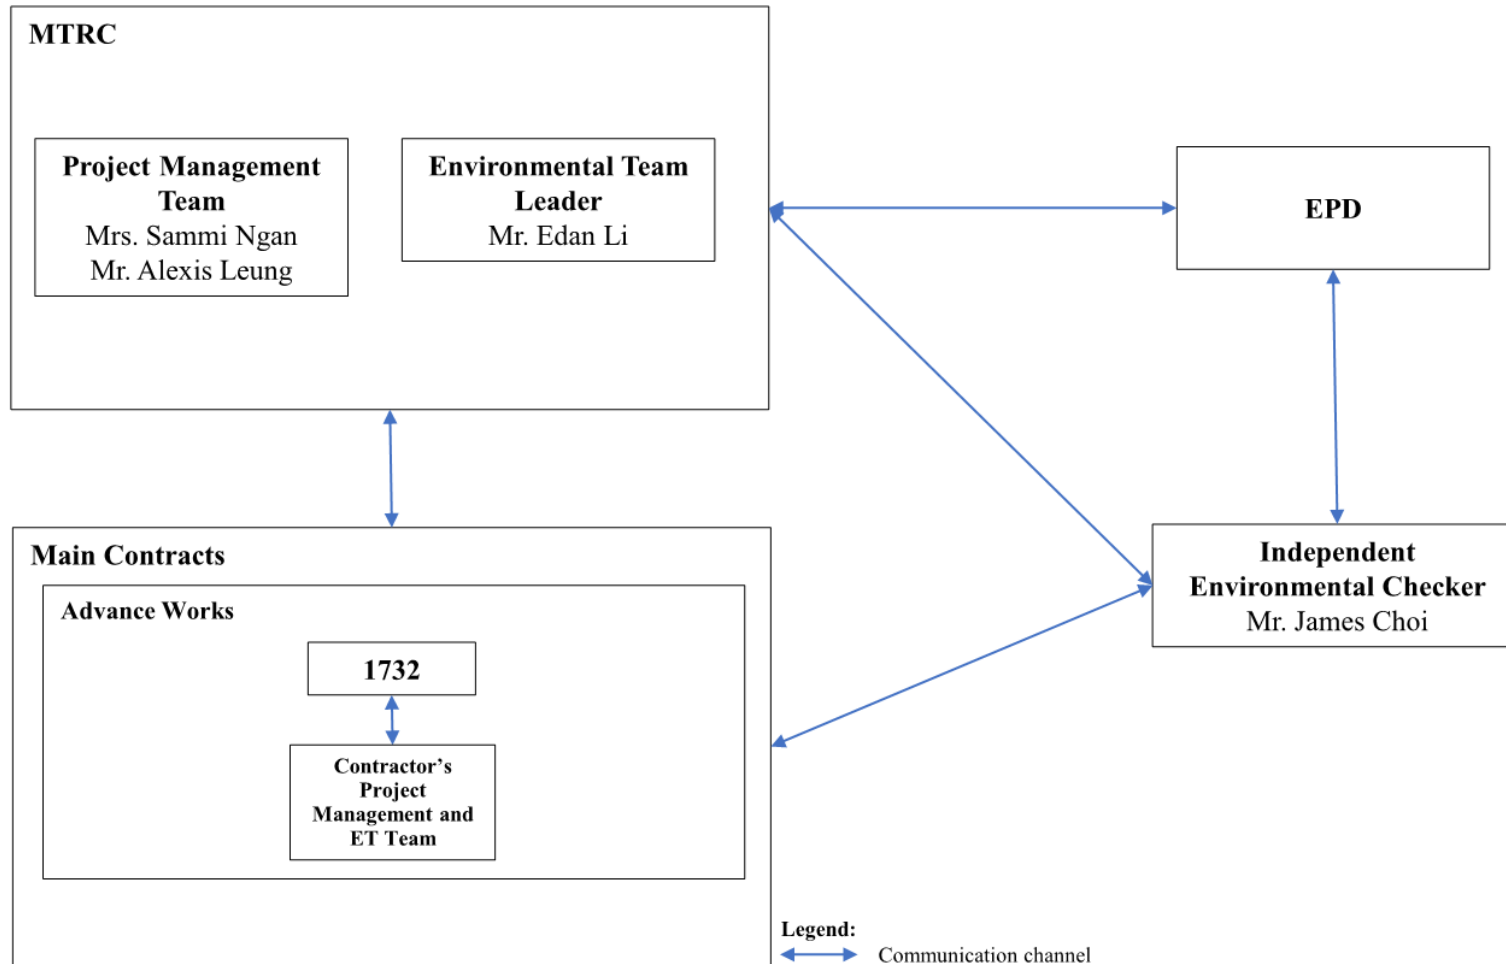 MTRC
Project Management
Team
Mrs. Sammi Ngan
Mr. Alexis Leung
Environmental Team
Leader
Mr. Edan Li
EPD
Independent
Environmental Checker
Mr. James Choi
Main Contracts
Advance Works
1732
Contractor’s
Project
Management and
ET Team
Legend:
Communication channel